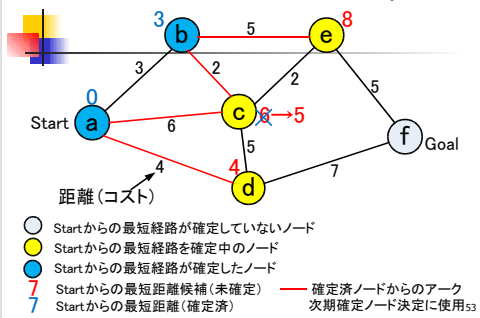 3
b
5
e
8
3
2
2
5
0
Start
a
6
c
6→5
f
Goal
5
4
4
d
7
距離(コスト)
Startからの最短経路が確定していないノード
Startからの最短経路を確定中のノード
Startからの最短経路が確定したノード
7 Startからの最短距離候補(未確定)
確定済ノードからのアーク
7 Startからの最短距離(確定済)
次期確定ノード決定に使用53